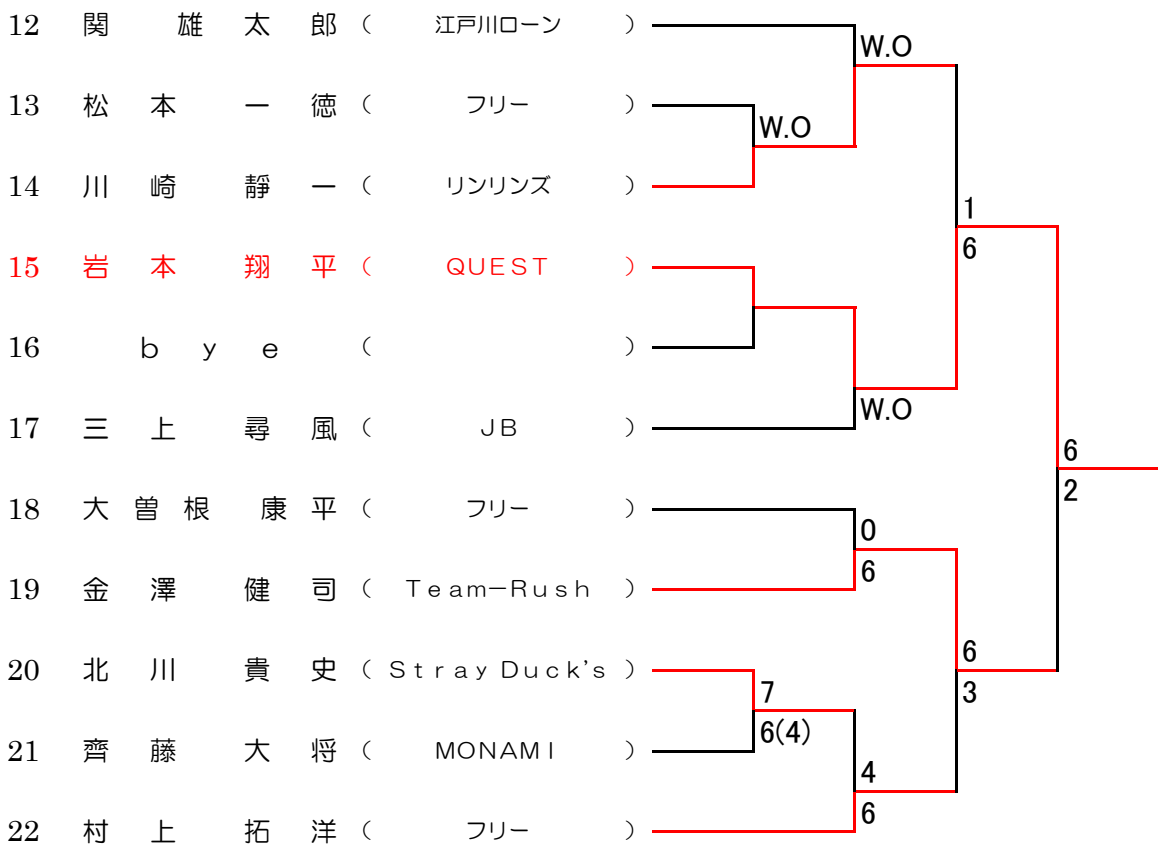 12 関 雄太郎 ( 江戸川ローン ) W.O
13 松本 一徳 ( フリー ) W.O
14 川崎 靜一 ( リンリンズ ) 1
15 岩本 翔平 ( QUEST ) 6
16 bye ( )
17 三上 尋風 ( JB ) W.O
6
18 大曽根 康平 ( フリー ) 2
0
19 金澤 健司 ( Team-Rush ) 6
20 北川 貴史 ( Stray Duck's ) 6
7 3
21 齊藤 大将 ( MONAMI ) 6(4)
4
22 村上 拓洋 ( フリー ) 6